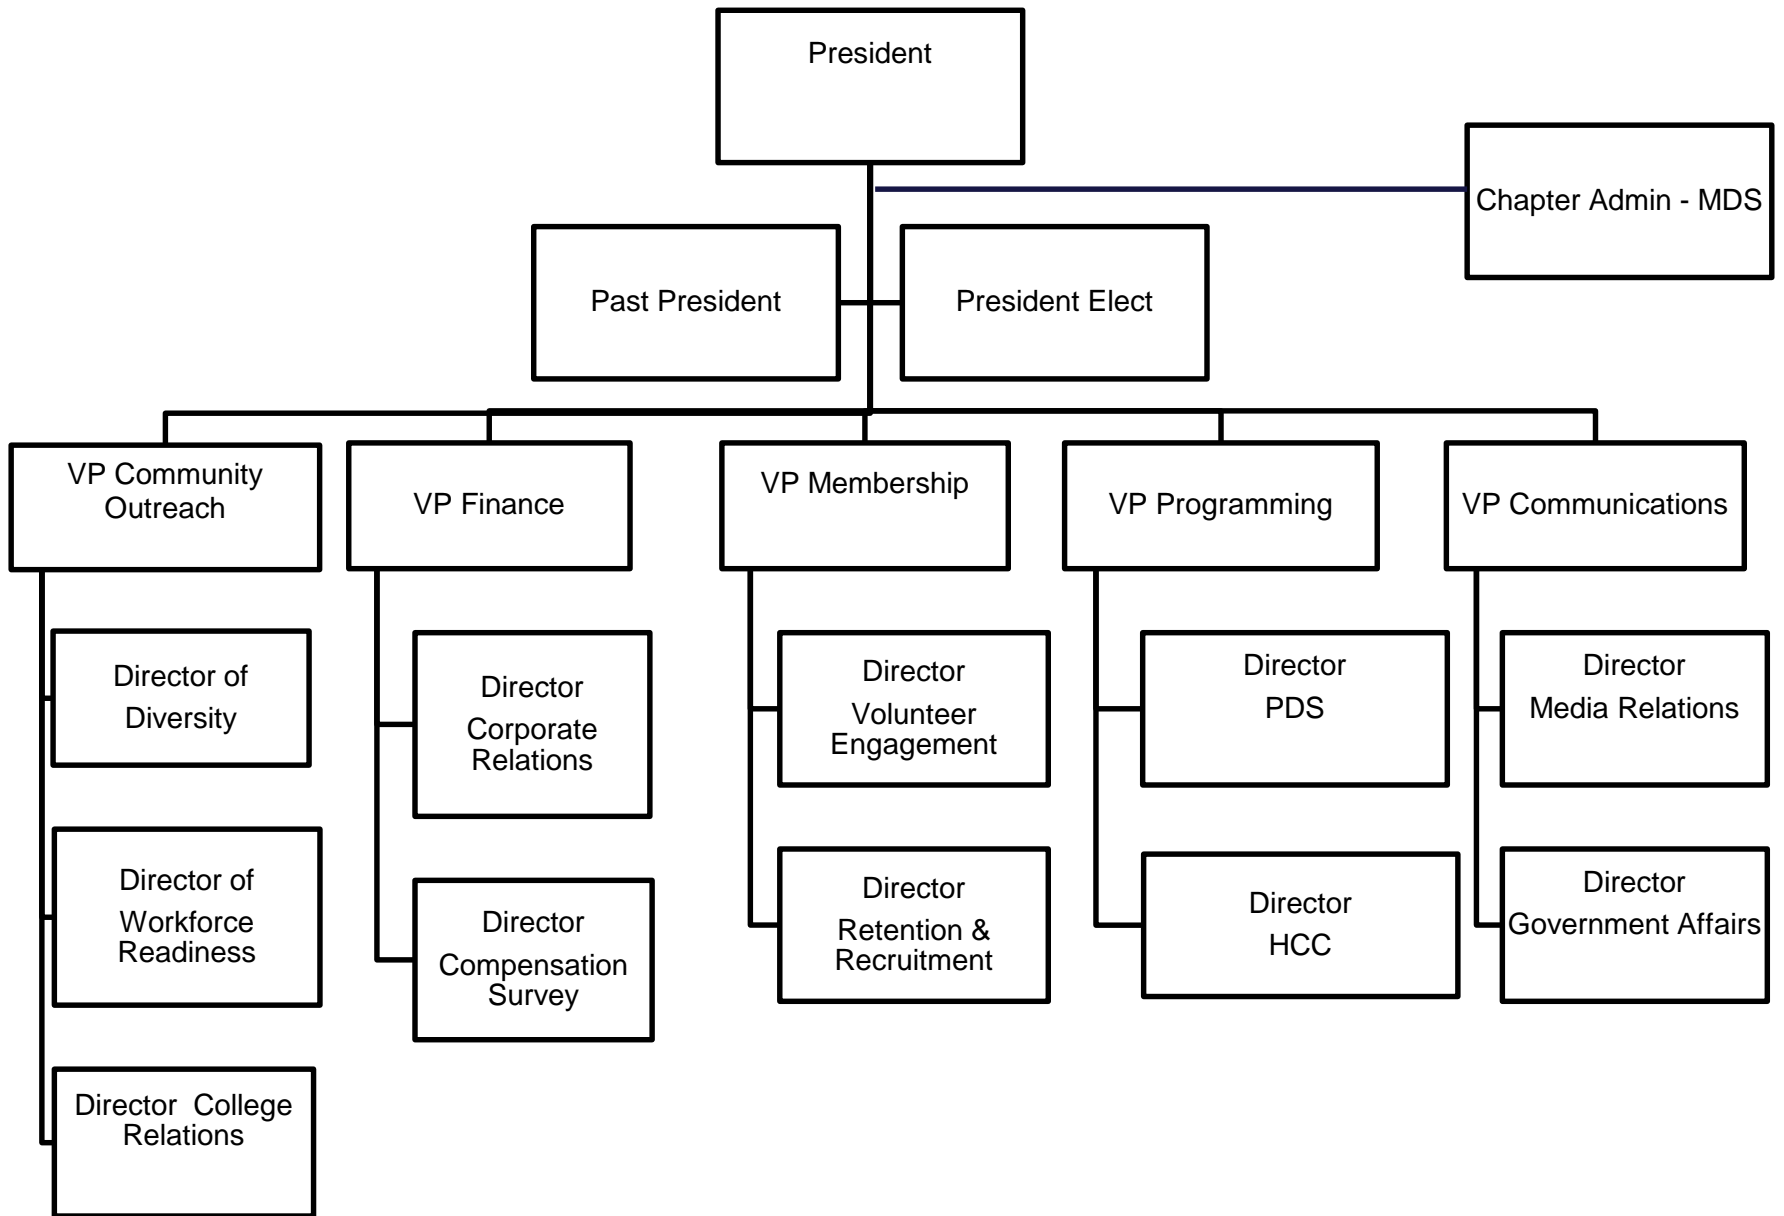 President
Chapter Admin - MDS
Past President
President Elect
VP Community
Outreach
VP Finance
VP Membership
VP Programming
VP Communications
Director of
Diversity
Director
Corporate
Relations
Director
Volunteer
Engagement
Director
PDS
Director
Media Relations
Director of
Workforce
Readiness
Director
Compensation
Survey
Director
Retention &
Recruitment
Director
HCC
Director
Government Affairs
Director  College
Relations